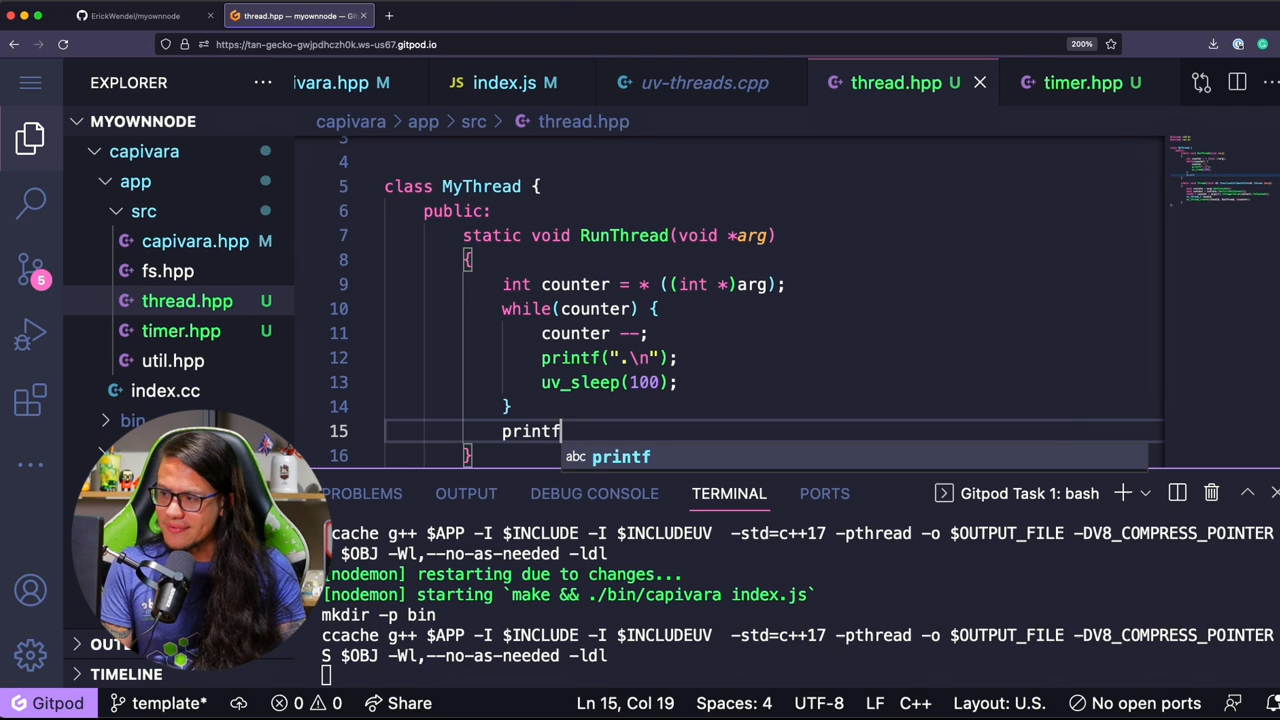 ErickWendel/myownnode
thread.hpp — myownnode — Gi
https://tan-gecko-gwjpdhczh0k.ws-us67.gitpod.io
200%
EXPLORER
ivara.hpp M
JS index.js M
uv-threads.cpp
thread.hpp U
timer.hpp U
MYOWNNODE
capivara > app > src > thread.hpp
capivara
app
src
capivara.hpp M
fs.hpp
thread.hpp U
timer.hpp U
util.hpp
index.cc
bin
5
3
4
5 class MyThread {
6 public:
7 static void RunThread(void *arg)
8 {
9 int counter = * ((int *)arg);
10 while(counter) {
11 counter --;
12 printf(".\n");
13 uv_sleep(100);
14 }
15 printf
16 }
abc printf
PROBLEMS OUTPUT DEBUG CONSOLE TERMINAL PORTS
Gitpod Task 1: bash
ccache g++ $APP -I $INCLUDE -I $INCLUDEUV -std=c++17 -pthread -o $OUTPUT_FILE -DV8_COMPRESS_POINTER
$OBJ -Wl,--no-as-needed -ldl
[nodemon] restarting due to changes...
[nodemon] starting `make && ./bin/capivara index.js`
mkdir -p bin
ccache g++ $APP -I $INCLUDE -I $INCLUDEUV -std=c++17 -pthread -o $OUTPUT_FILE -DV8_COMPRESS_POINTER
S $OBJ -Wl,--no-as-needed -ldl
OUT
TIMELINE
Gitpod
template*
0 0
Share
Ln 15, Col 19
Spaces: 4
UTF-8
LF
C++
Layout: U.S.
No open ports